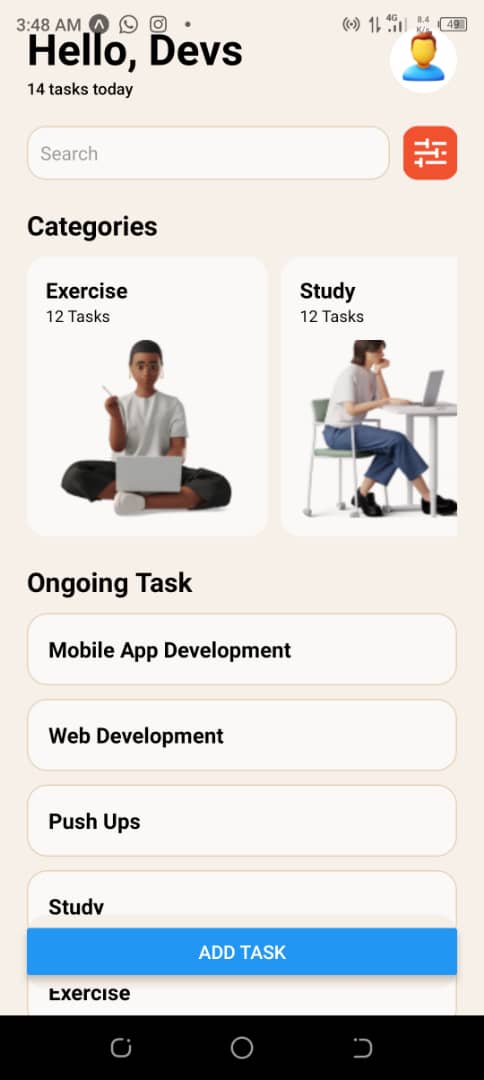 3:48 AM
4G
8.4
K/s
49
Hello, Devs
14 tasks today
Search
Categories
Exercise
12 Tasks
Study
12 Tasks
Ongoing Task
Mobile App Development
Web Development
Push Ups
Study
ADD TASK
Exercise